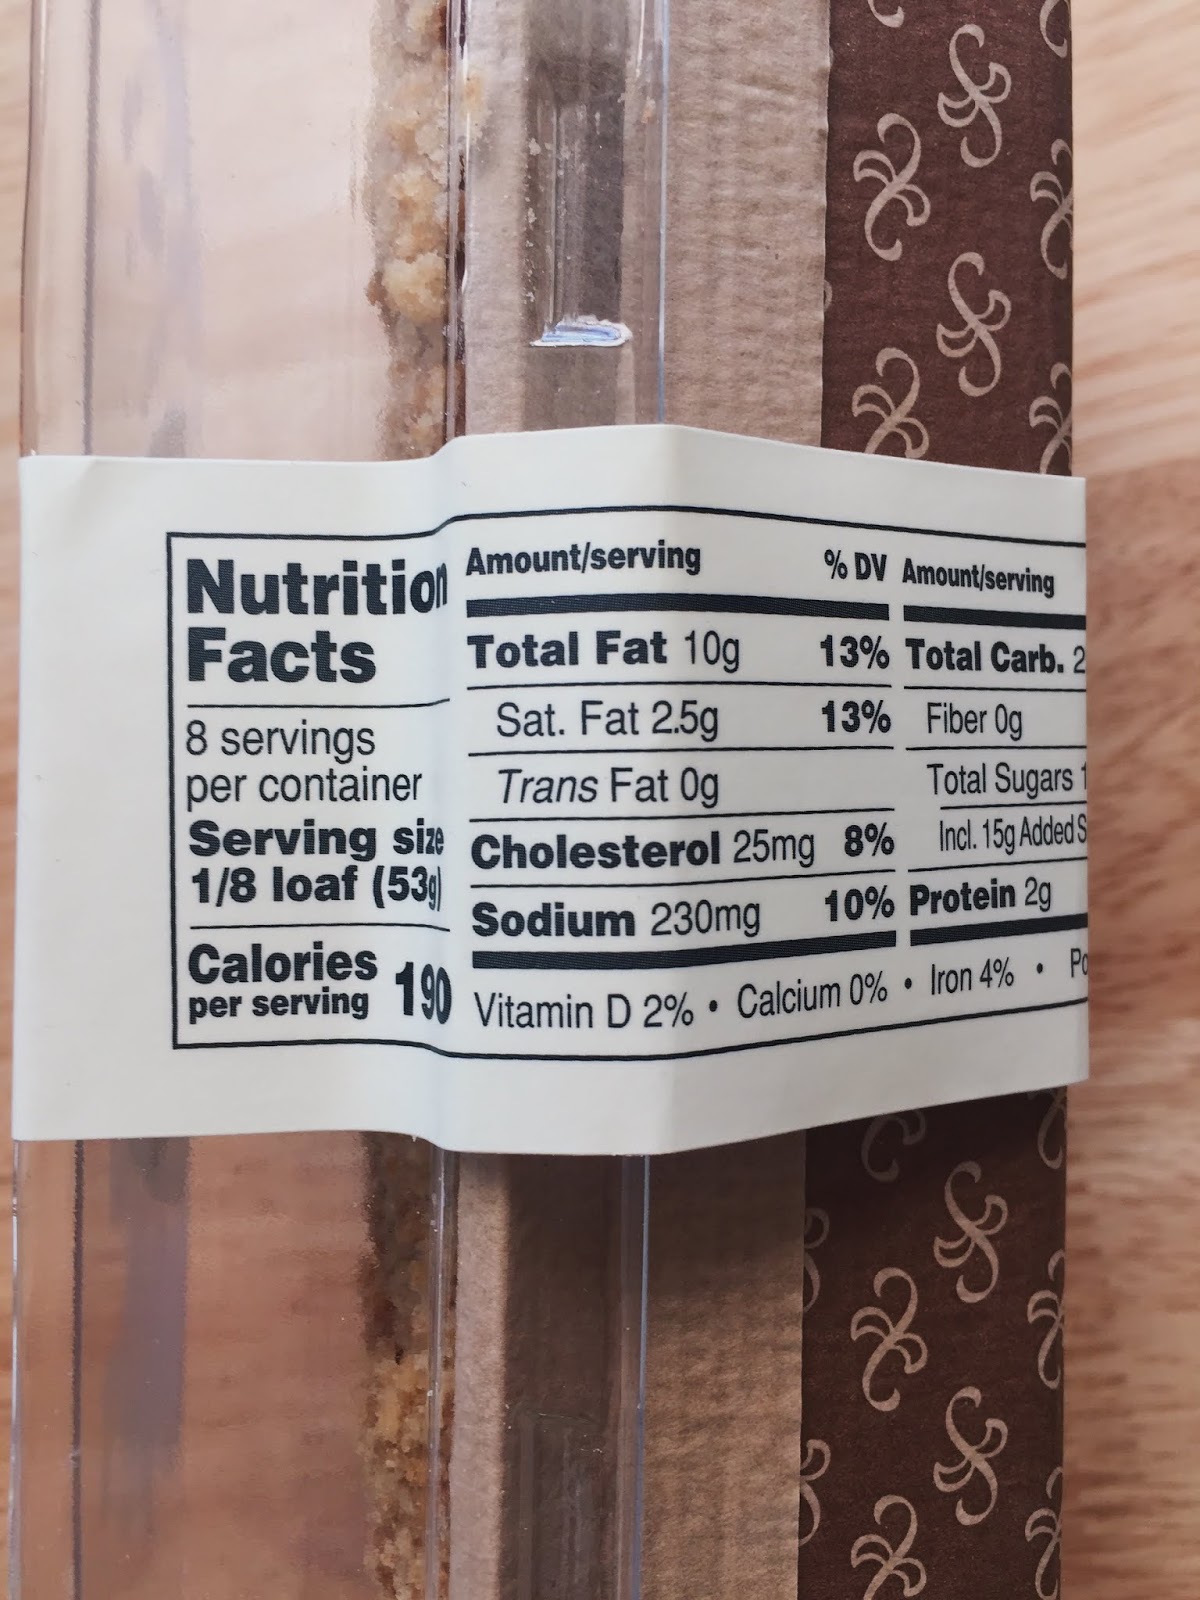 Nutrition
Facts
8 servings
per container
Serving size
1/8 loaf (53g)
Calories
per serving 190
Amount/serving % DV
Total Fat 10g 13%
Sat. Fat 2.5g 13%
Trans Fat 0g
Cholesterol 25mg 8%
Sodium 230mg 10%
Amount/serving
Total Carb.
Fiber 0g
Total Sugars
Incl. 15g Added
Protein 2g
Vitamin D 2% • Calcium 0% • Iron 4% •